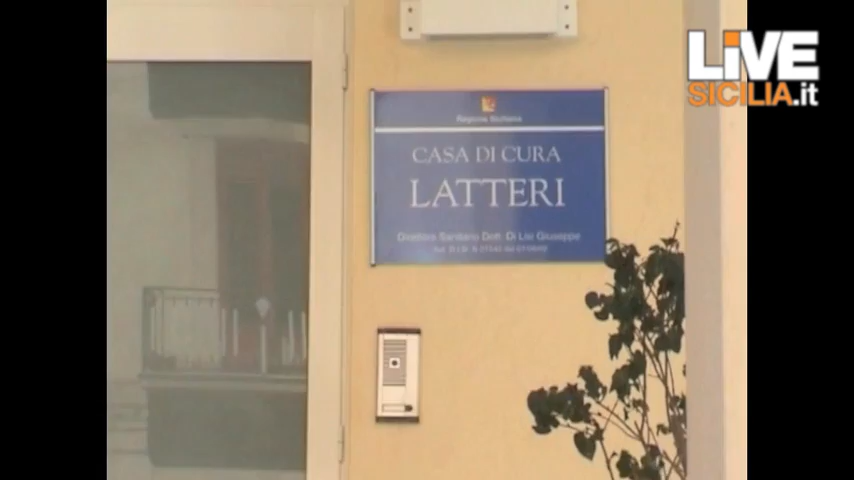 LiVE
SICILIA.it
Regione Siciliana
CASA DI CURA
LATTERI
Direttore Sanitario Dott. Di Leo Giuseppe